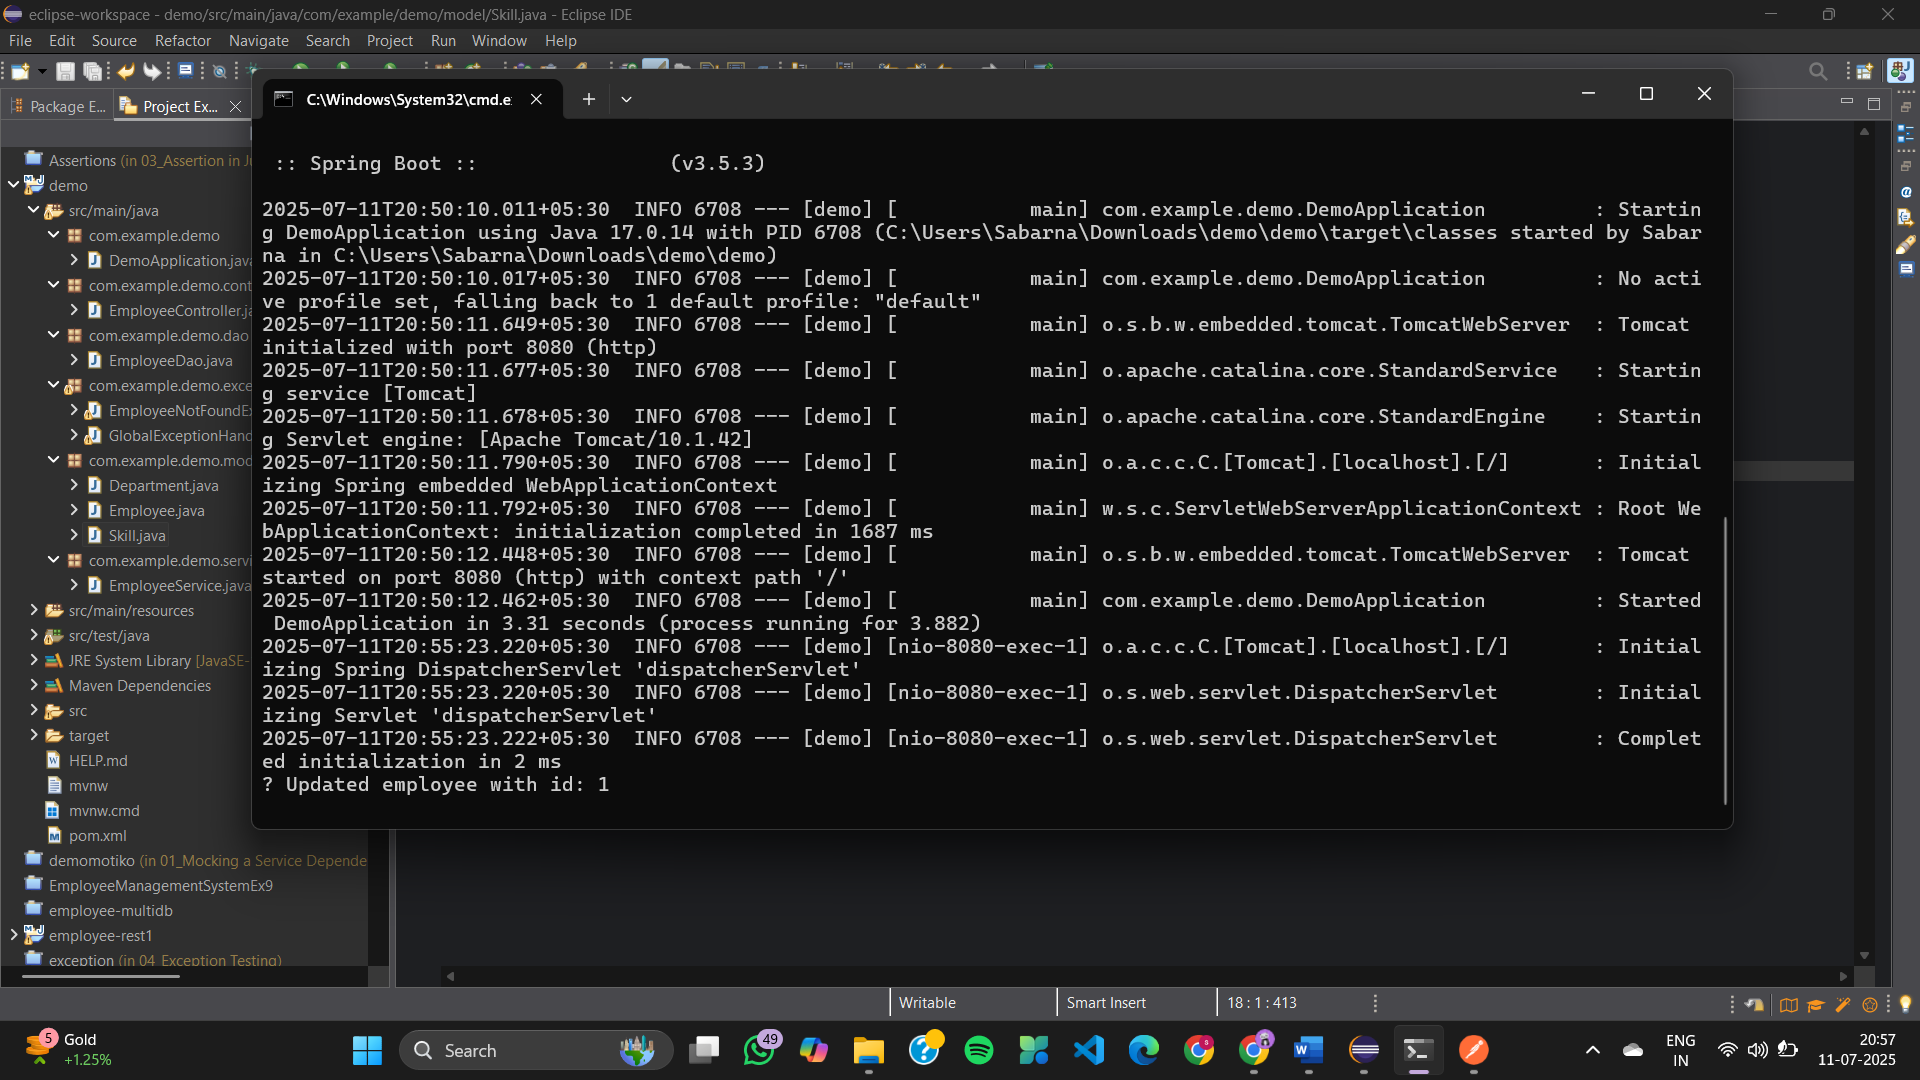 eclipse-workspace - demo/src/main/java/com/example/demo/model/Skill.java - Eclipse IDE
File Edit Source Refactor Navigate Search Project Run Window Help
Package E... Project Ex...
C:\Windows\System32\cmd.e
Assertions (in 03_Assertion in
demo
src/main/java
com.example.demo
DemoApplication.java
com.example.demo.cont
EmployeeController.ja
com.example.demo.dao
EmployeeDao.java
com.example.demo.exce
EmployeeNotFoundEx
GlobalExceptionHand
com.example.demo.mod
Department.java
Employee.java
Skill.java
com.example.demo.servi
EmployeeService.java
src/main/resources
src/test/java
JRE System Library [JavaSE-
Maven Dependencies
src
target
HELP.md
mvnw
mvnw.cmd
pom.xml
demomotiko (in 01_Mocking a Service Depende
EmployeeManagementSystemEx9
employee-multidb
employee-rest1
exception (in 04_Exception Testing)
:: Spring Boot :: (v3.5.3)
2025-07-11T20:50:10.011+05:30 INFO 6708 --- [demo] [ main] com.example.demo.DemoApplication : Startin
g DemoApplication using Java 17.0.14 with PID 6708 (C:\Users\Sabarna\Downloads\demo\demo\target\classes started by Sabar
na in C:\Users\Sabarna\Downloads\demo\demo)
2025-07-11T20:50:10.017+05:30 INFO 6708 --- [demo] [ main] com.example.demo.DemoApplication : No acti
ve profile set, falling back to 1 default profile: "default"
2025-07-11T20:50:11.649+05:30 INFO 6708 --- [demo] [ main] o.s.b.w.embedded.tomcat.TomcatWebServer : Tomcat
initialized with port 8080 (http)
2025-07-11T20:50:11.677+05:30 INFO 6708 --- [demo] [ main] o.apache.catalina.core.StandardService : Startin
g service [Tomcat]
2025-07-11T20:50:11.678+05:30 INFO 6708 --- [demo] [ main] o.apache.catalina.core.StandardEngine : Startin
g Servlet engine: [Apache Tomcat/10.1.42]
2025-07-11T20:50:11.790+05:30 INFO 6708 --- [demo] [ main] o.a.c.c.C.[Tomcat].[localhost].[/] : Initial
izing Spring embedded WebApplicationContext
2025-07-11T20:50:11.792+05:30 INFO 6708 --- [demo] [ main] w.s.c.ServletWebServerApplicationContext : Root We
bApplicationContext: initialization completed in 1687 ms
2025-07-11T20:50:12.448+05:30 INFO 6708 --- [demo] [ main] o.s.b.w.embedded.tomcat.TomcatWebServer : Tomcat
started on port 8080 (http) with context path '/'
2025-07-11T20:50:12.462+05:30 INFO 6708 --- [demo] [ main] com.example.demo.DemoApplication : Started
DemoApplication in 3.31 seconds (process running for 3.882)
2025-07-11T20:55:23.220+05:30 INFO 6708 --- [demo] [nio-8080-exec-1] o.a.c.c.C.[Tomcat].[localhost].[/] : Initial
izing Spring DispatcherServlet 'dispatcherServlet'
2025-07-11T20:55:23.220+05:30 INFO 6708 --- [demo] [nio-8080-exec-1] o.s.web.servlet.DispatcherServlet : Initial
izing Servlet 'dispatcherServlet'
2025-07-11T20:55:23.222+05:30 INFO 6708 --- [demo] [nio-8080-exec-1] o.s.web.servlet.DispatcherServlet : Complet
ed initialization in 2 ms
? Updated employee with id: 1
Writable Smart Insert 18 : 1 : 413
5 Gold
+1.25%
Search
49
8
ENG
IN
20:57
11-07-2025